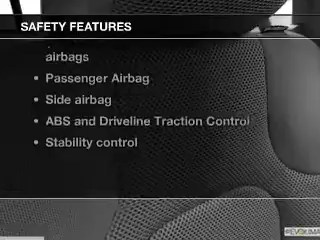 SAFETY FEATURES
airbags
• Passenger Airbag
• Side airbag
• ABS and Driveline Traction Control
• Stability control